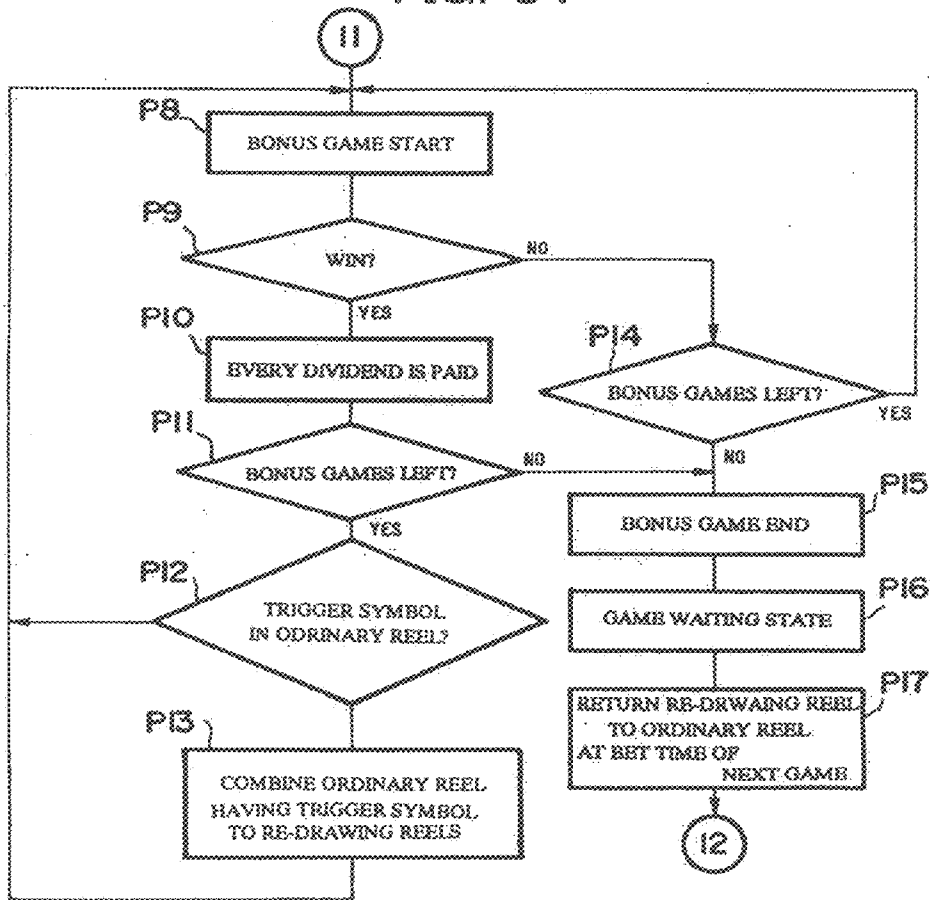 11
P8
BONUS GAME START
P9
WIN?
NO
YES
P10
EVERY DIVIDEND IS PAID
P14
BONUS GAMES LEFT?
YES
NO
P11
BONUS GAMES LEFT?
NO
YES
P15
BONUS GAME END
P12
TRIGGER SYMBOL
IN ODRINARY REEL?
P16
GAME WAITING STATE
P17
RETURN RE-DRWAING REEL
TO ORDINARY REEL
AT BET TIME OF
NEXT GAME
P13
COMBINE ORDINARY REEL
HAVING TRIGGER SYMBOL
TO RE-DRAWING REELS
12